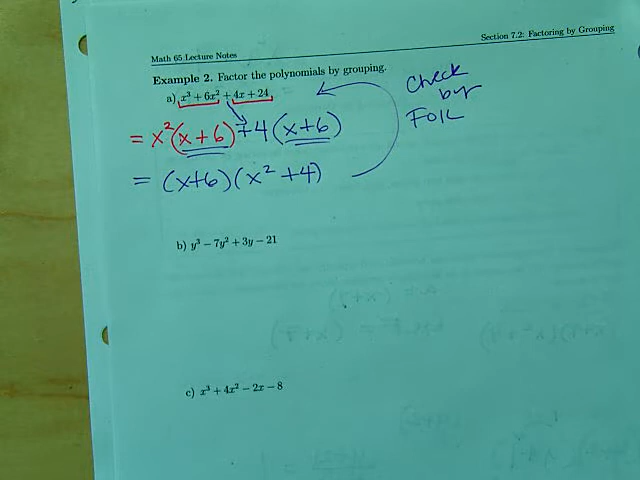 Math 65 Lecture Notes
Section 7.2: Factoring by Grouping
Example 2. Factor the polynomials by grouping.
a) x³ + 6x² + 4x + 24
= x²(x+6) + 4(x+6)
= (x+6)(x² + 4)
Check
by
FOIL
b) y³ − 7y² + 3y − 21
c) x³ + 4x² − 2x − 8